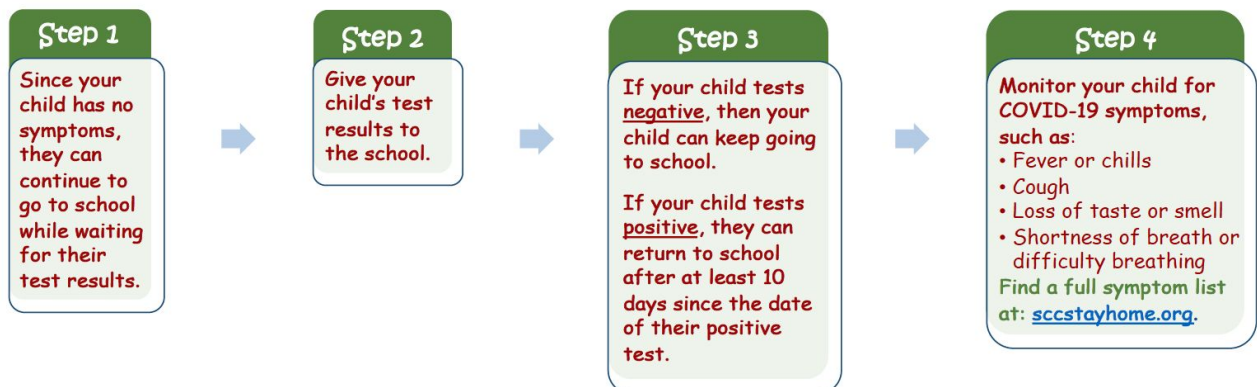 Step 1
Since your
child has no
symptoms,
they can
continue to
go to school
while waiting
for their
test results.
Step 2
Give your
child's test
results to
the school.
Step 3
If your child tests
negative, then your
child can keep going
to school.
If your child tests
positive, they can
return to school
after at least 10
days since the date
of their positive
test.
Step 4
Monitor your child for
COVID-19 symptoms,
such as:
• Fever or chills
• Cough
• Loss of taste or smell
• Shortness of breath or
difficulty breathing
Find a full symptom list
at: sccstayhome.org.